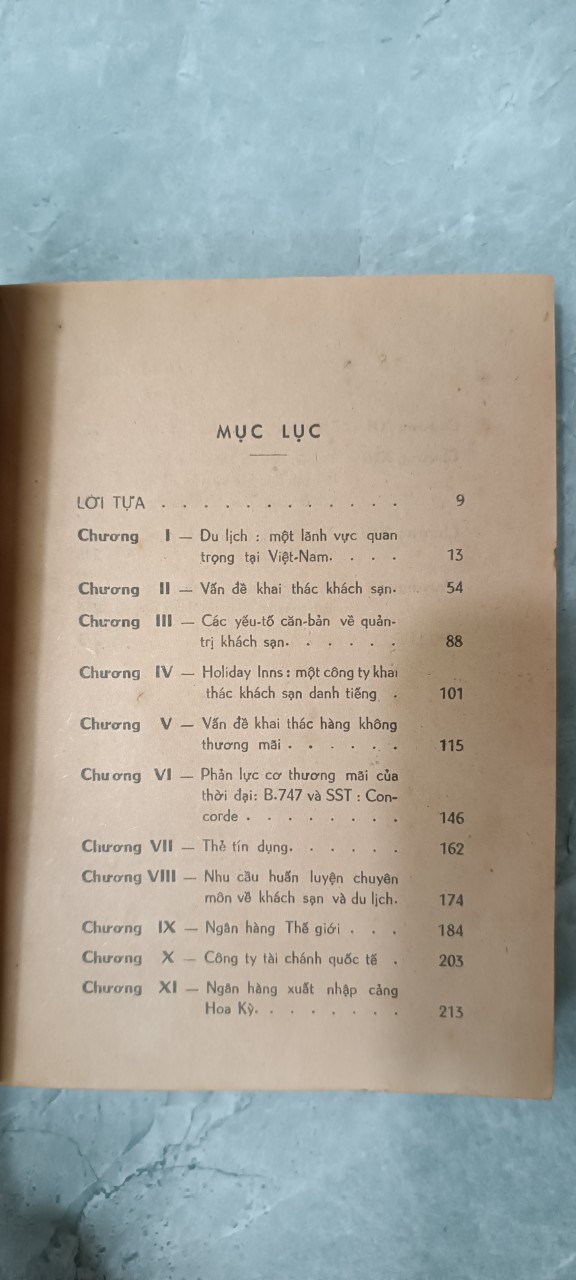 MỤC LỤC
LỜI TỰA . . . . . . . . . . . . 9
Chương I — Du lịch : một lãnh vực quan
trọng tại Việt-Nam. . . . 13
Chương II — Vấn đề khai thác khách sạn. 54
Chương III — Các yếu-tố căn-bản về quản-
trị khách sạn. . . . . . 88
Chương IV — Holiday Inns : một công ty khai
thác khách sạn danh tiếng . 101
Chương V — Vấn đề khai thác hàng không
thương mãi . . . . . . 115
Chương VI — Phản lực cơ thương mãi của
thời đại: B.747 và SST : Con-
corde . . . . . . . . 146
Chương VII — Thẻ tín dụng. . . . . . 162
Chương VIII — Nhu cầu huấn luyện chuyên
môn về khách sạn và du lịch. 174
Chương IX — Ngân hàng Thế giới . . . 184
Chương X — Công ty tài chánh quốc tế . 203
Chương XI — Ngân hàng xuất nhập cảng
Hoa Kỳ. . . . . . . . 213